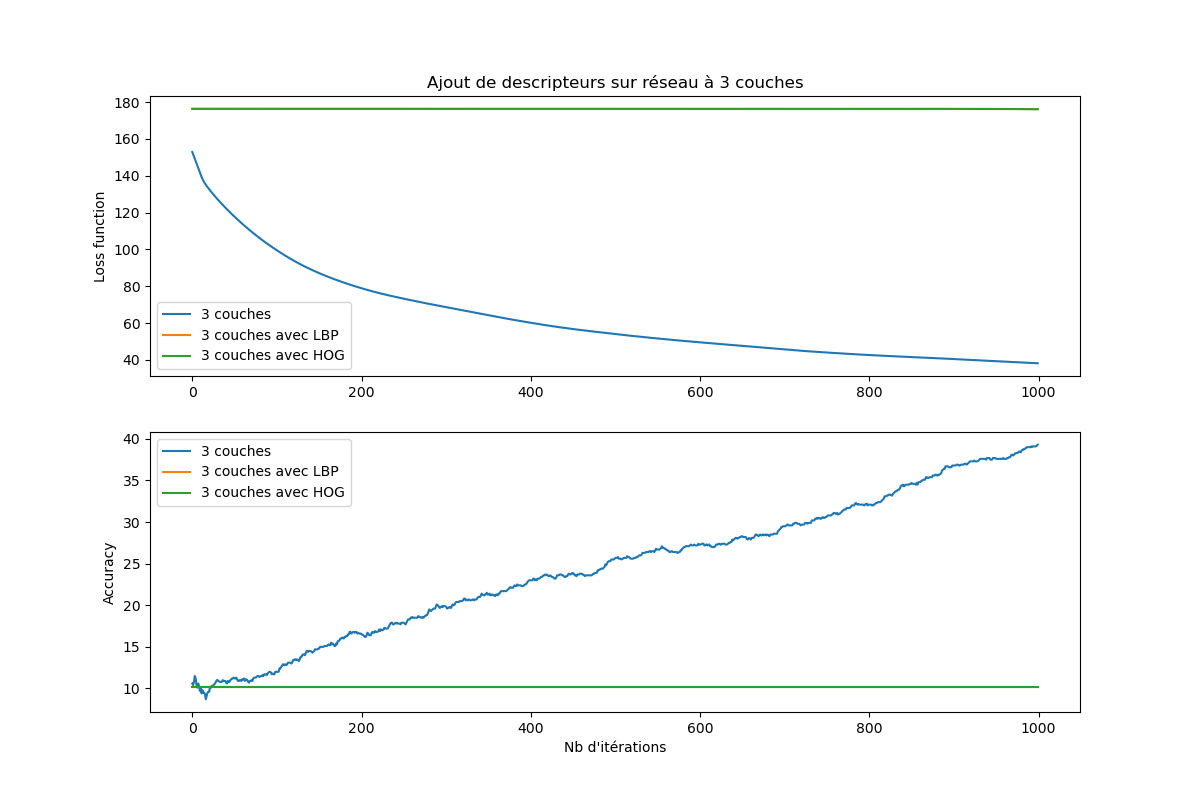 Ajout de descripteurs sur réseau à 3 couches
180
160
140
120
100
80
60
40
Loss function
3 couches
3 couches avec LBP
3 couches avec HOG
0 200 400 600 800 1000
40
35
30
25
20
15
10
Accuracy
3 couches
3 couches avec LBP
3 couches avec HOG
0 200 400 600 800 1000
Nb d'itérations